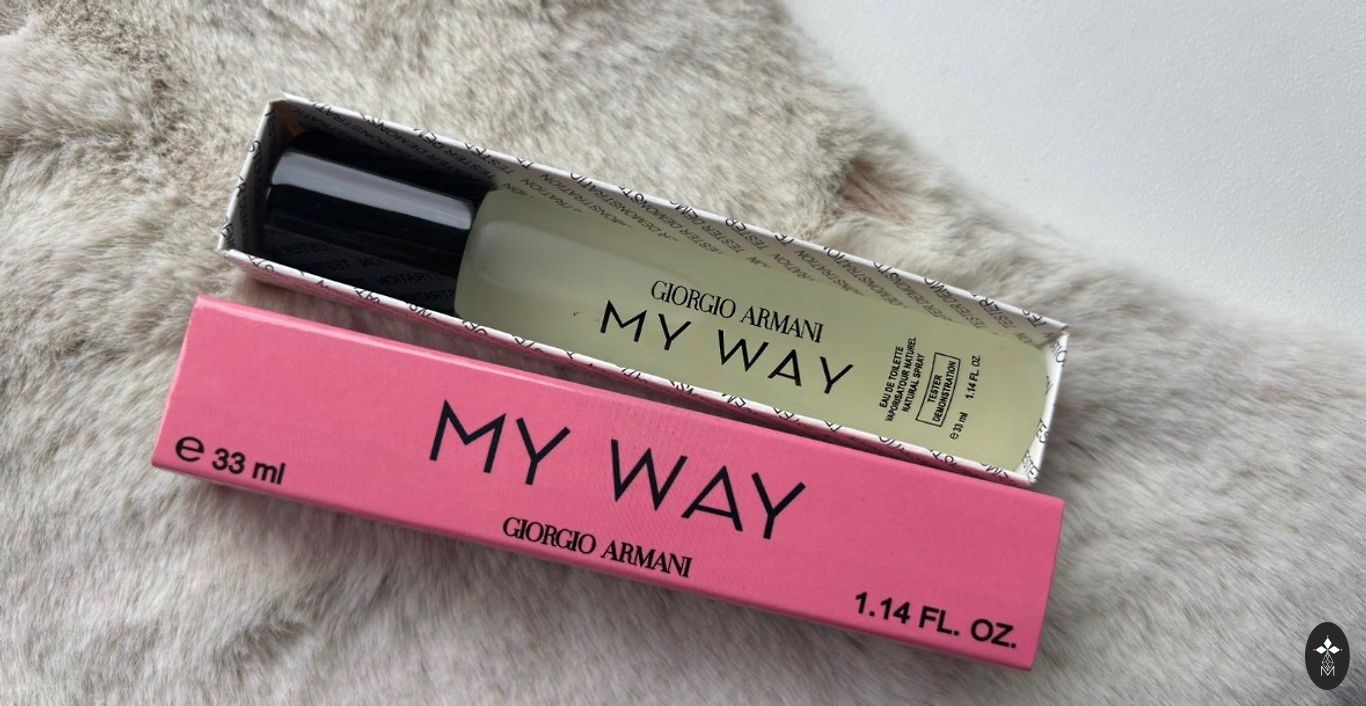 GIORGIO ARMANI
MY WAY
EAU DE TOILETTE
VAPORISATOUR NATUREL
NATURAL SPRAY
TESTER
DEMONSTRATION
e 33 ml 1.14 FL. OZ
MY WAY
e 33 ml
GIORGIO ARMANI
1.14 FL. OZ.